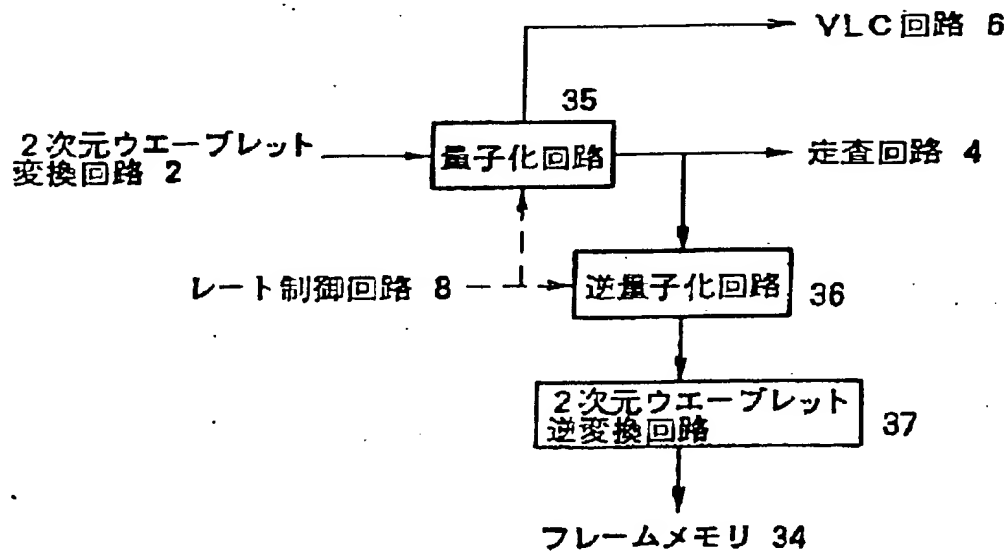 VLC回路 6
35
2次元ウエーブレット
変換回路 2
量子化回路
走査回路 4
レート制御回路 8
逆量子化回路
36
2次元ウエーブレット
逆変換回路
37
フレームメモリ 34